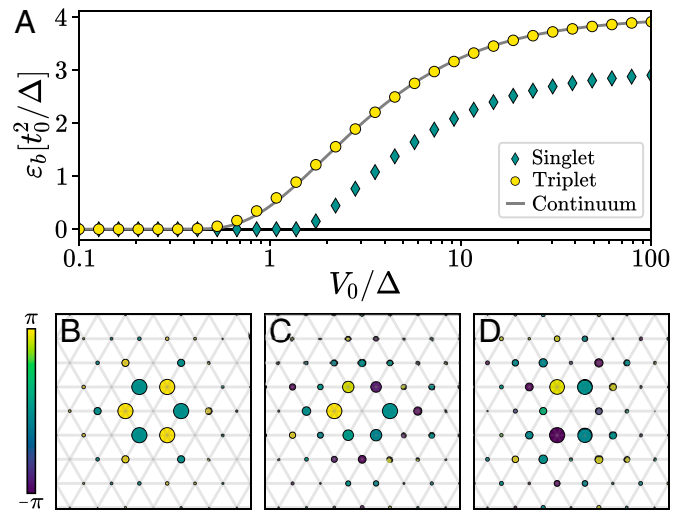 A
ε_b[t_0^2/Δ]
4
3
2
1
0
Singlet
Triplet
Continuum
0.1
1
10
100
V_0/Δ
π
−π
B
C
D